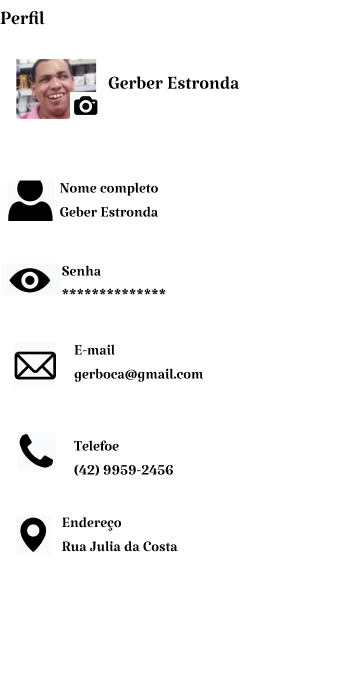 Perfil
Gerber Estronda
Nome completo
Geber Estronda
Senha
**************
E-mail
gerboca@gmail.com
Telefoe
(42) 9959-2456
Endereço
Rua Julia da Costa